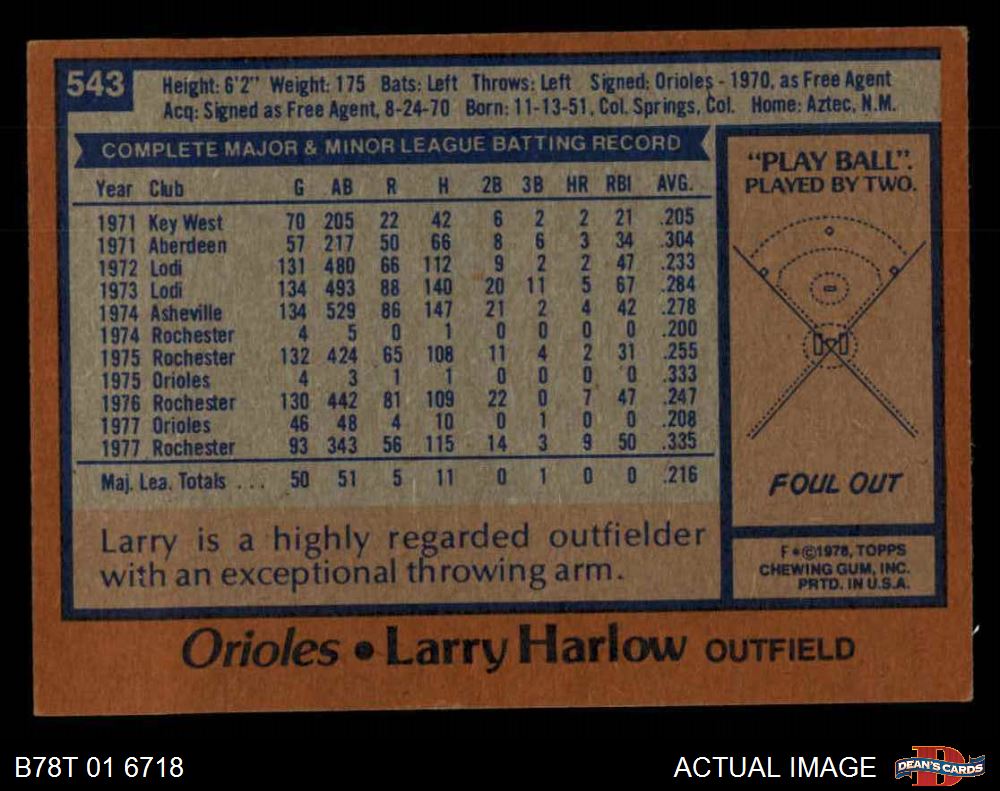 543
Height: 6'2" Weight: 175 Bats: Left Throws: Left Signed: Orioles - 1970, as Free Agent
Acq: Signed as Free Agent, 8-24-70 Born: 11-13-51, Col. Springs, Col. Home: Aztec, N.M.
COMPLETE MAJOR & MINOR LEAGUE BATTING RECORD
Year Club G AB R H 2B 3B HR RBI AVG.
1971 Key West 70 205 22 42 6 2 2 21 .205
1971 Aberdeen 57 217 50 66 8 6 3 34 .304
1972 Lodi 131 480 66 112 9 2 2 47 .233
1973 Lodi 134 493 88 140 20 11 5 67 .284
1974 Asheville 134 529 86 147 21 2 4 42 .278
1974 Rochester 4 5 0 1 0 0 0 0 .200
1975 Rochester 132 424 65 108 11 4 2 31 .255
1975 Orioles 4 3 1 1 0 0 0 0 .333
1976 Rochester 130 442 81 109 22 0 7 47 .247
1977 Orioles 46 48 4 10 0 1 0 0 .208
1977 Rochester 93 343 56 115 14 3 9 50 .335
Maj. Lea. Totals ... 50 51 5 11 0 1 0 0 .216
Larry is a highly regarded outfielder
with an exceptional throwing arm.
"PLAY BALL".
PLAYED BY TWO.
FOUL OUT
F*©1978, TOPPS
CHEWING GUM, INC.
PRTD. IN U.S.A.
Orioles • Larry Harlow OUTFIELD
B78T 01 6718
ACTUAL IMAGE
DEAN'S CARDS